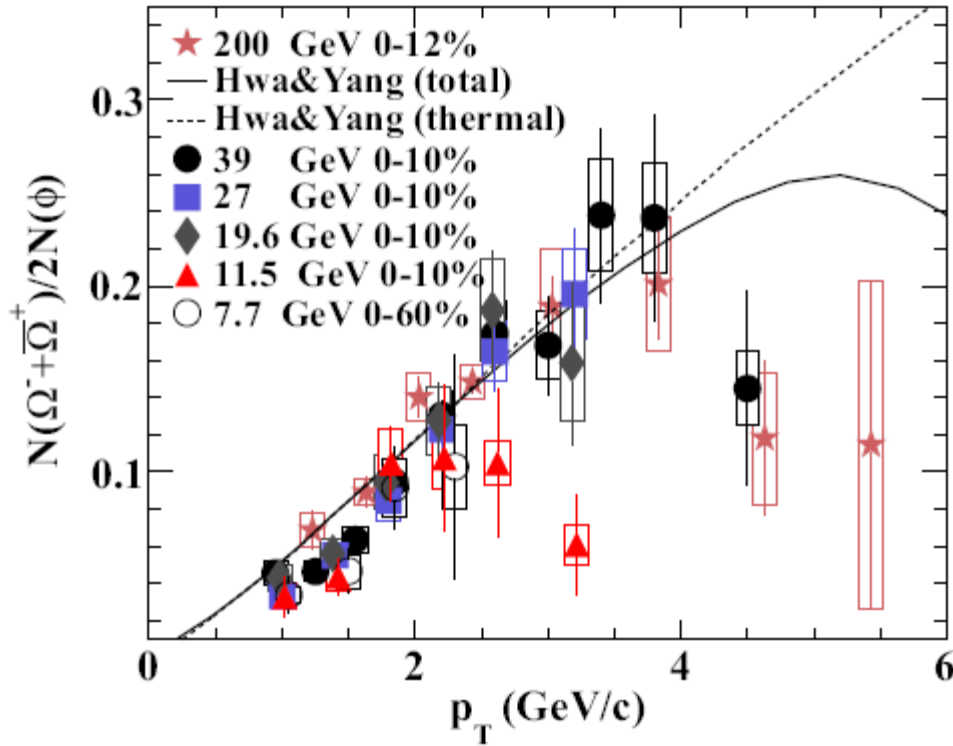 200 GeV 0-12%
Hwa&Yang (total)
Hwa&Yang (thermal)
39 GeV 0-10%
27 GeV 0-10%
19.6 GeV 0-10%
11.5 GeV 0-10%
7.7 GeV 0-60%
N(Ω⁻+Ω̅⁺)/2N(ϕ)
0.3
0.2
0.1
0 2 4 6
p_T (GeV/c)